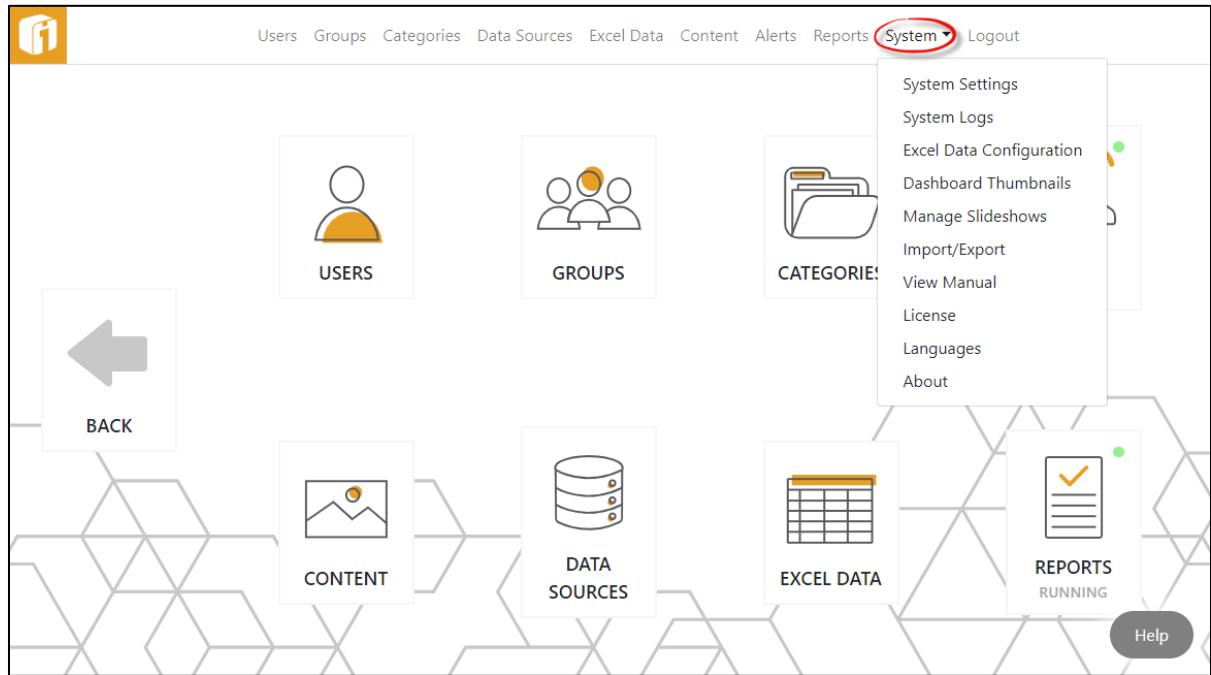 Users Groups Categories Data Sources Excel Data Content Alerts Reports System Logout
System Settings
System Logs
Excel Data Configuration
Dashboard Thumbnails
Manage Slideshows
Import/Export
View Manual
License
Languages
About
USERS
GROUPS
CATEGORIES
BACK
CONTENT
DATA
SOURCES
EXCEL DATA
REPORTS
RUNNING
Help